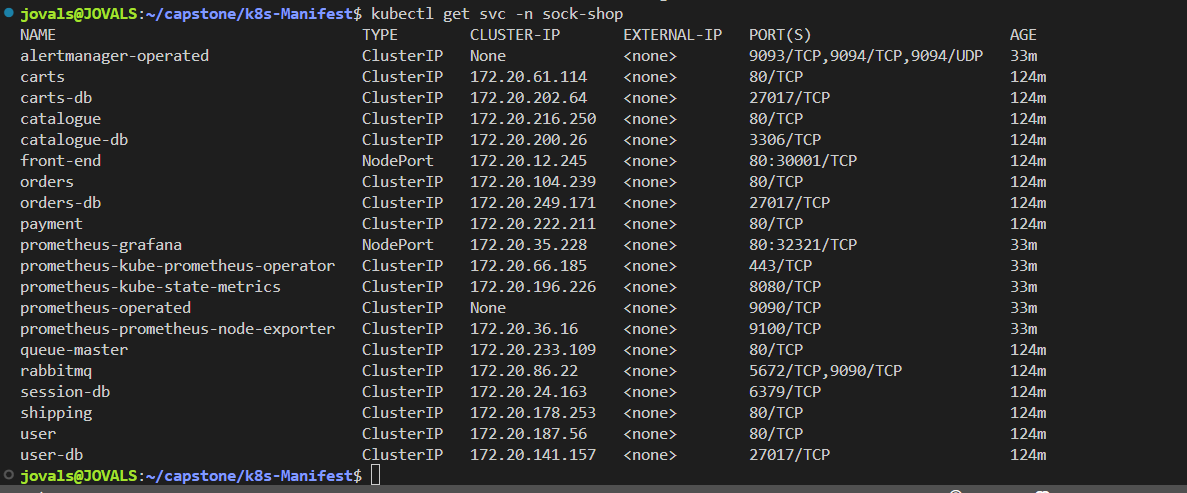 jovals@JOVALS:~/capstone/k8s-Manifest$ kubectl get svc -n sock-shop
NAME TYPE CLUSTER-IP EXTERNAL-IP PORT(S) AGE
alertmanager-operated ClusterIP None <none> 9093/TCP,9094/TCP,9094/UDP 33m
carts ClusterIP 172.20.61.114 <none> 80/TCP 124m
carts-db ClusterIP 172.20.202.64 <none> 27017/TCP 124m
catalogue ClusterIP 172.20.216.250 <none> 80/TCP 124m
catalogue-db ClusterIP 172.20.200.26 <none> 3306/TCP 124m
front-end NodePort 172.20.12.245 <none> 80:30001/TCP 124m
orders ClusterIP 172.20.104.239 <none> 80/TCP 124m
orders-db ClusterIP 172.20.249.171 <none> 27017/TCP 124m
payment ClusterIP 172.20.222.211 <none> 80/TCP 124m
prometheus-grafana NodePort 172.20.35.228 <none> 80:32321/TCP 33m
prometheus-kube-prometheus-operator ClusterIP 172.20.66.185 <none> 443/TCP 33m
prometheus-kube-state-metrics ClusterIP 172.20.196.226 <none> 8080/TCP 33m
prometheus-operated ClusterIP None <none> 9090/TCP 33m
prometheus-prometheus-node-exporter ClusterIP 172.20.36.16 <none> 9100/TCP 33m
queue-master ClusterIP 172.20.233.109 <none> 80/TCP 124m
rabbitmq ClusterIP 172.20.86.22 <none> 5672/TCP,9090/TCP 124m
session-db ClusterIP 172.20.24.163 <none> 6379/TCP 124m
shipping ClusterIP 172.20.178.253 <none> 80/TCP 124m
user ClusterIP 172.20.187.56 <none> 80/TCP 124m
user-db ClusterIP 172.20.141.157 <none> 27017/TCP 124m
jovals@JOVALS:~/capstone/k8s-Manifest$